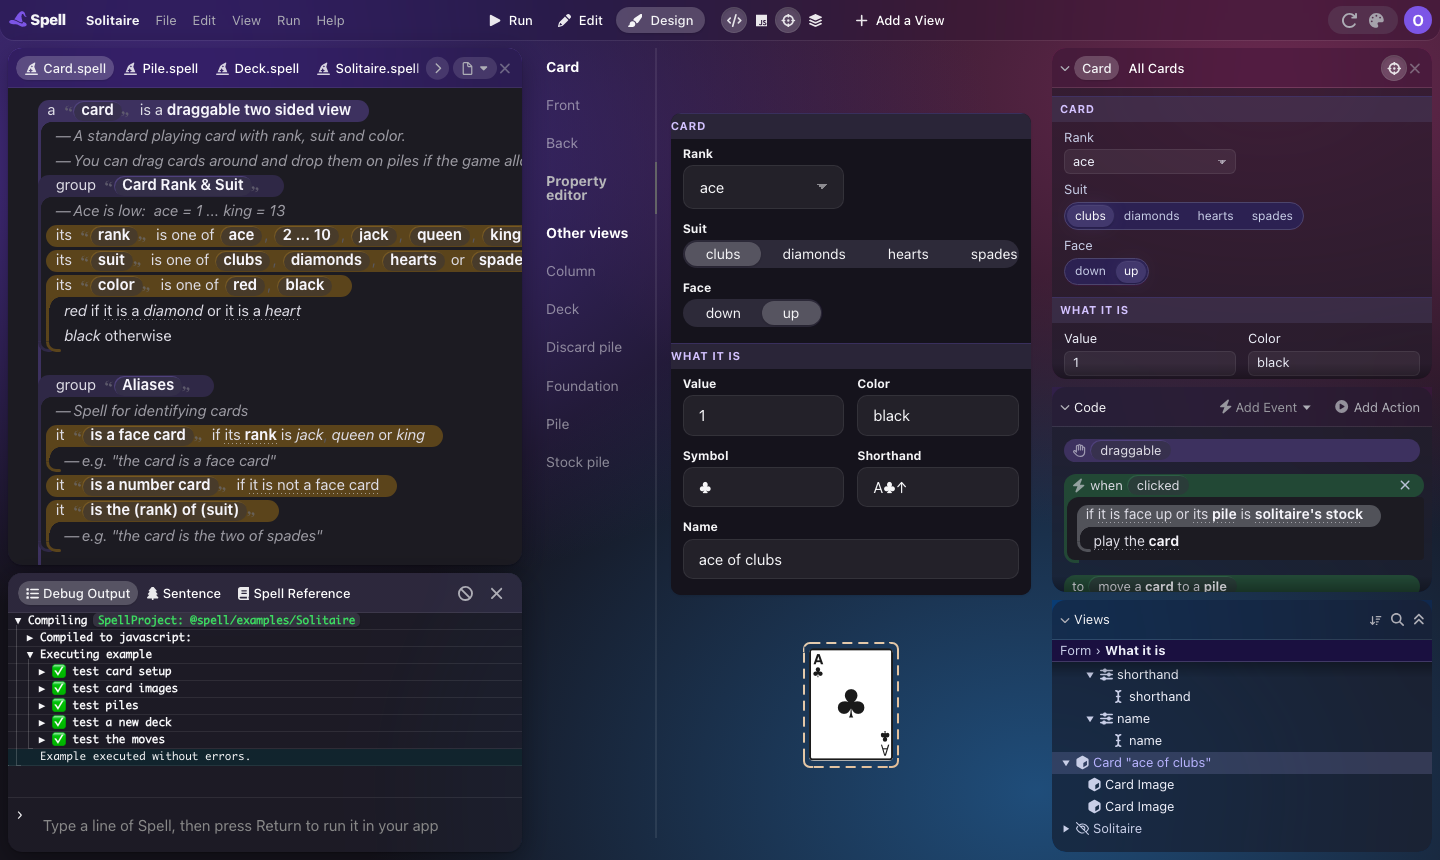 Spell Solitaire File Edit View Run Help
Run Edit Design </> JS Add a View O
Card.spell Pile.spell Deck.spell Solitaire.spell
a “ card „ is a draggable two sided view
— A standard playing card with rank, suit and color.
— You can drag cards around and drop them on piles if the game
group “ Card Rank & Suit „
— Ace is low: ace = 1 ... king = 13
its “ rank „ is one of ace , 2 ... 10 , jack , queen , king
its “ suit „ is one of clubs , diamonds , hearts or
its “ color „ is one of red , black
red if it is a diamond or it is a heart
black otherwise
group “ Aliases „
— Spell for identifying cards
it “ is a face card „ if its rank is jack, queen or king
— e.g. "the card is a face card"
it “ is a number card „ if it is not a face card
it “ is the (rank) of (suit) „
— e.g. "the card is the two of spades"
Debug Output Sentence Spell Reference
▼ Compiling SpellProject: @spell/examples/Solitaire
▶ Compiled to javascript:
▼ Executing example
▶ ✅ test card setup
▶ ✅ test card images
▶ ✅ test piles
▶ ✅ test a new deck
▶ ✅ test the moves
Example executed without errors.
› Type a line of Spell, then press Return to run it in your app
Card
Front
Back
Property
editor
Other views
Column
Deck
Discard pile
Foundation
Pile
Stock pile
CARD
Rank
ace
Suit
clubs diamonds hearts spades
Face
down up
WHAT IT IS
Value Color
1 black
Symbol Shorthand
♣ A♣↑
Name
ace of clubs
A
♣
♣
♣
A
Card All Cards
CARD
Rank
ace
Suit
clubs diamonds hearts spades
Face
down up
WHAT IT IS
Value Color
1 black
Code Add Event Add Action
draggable
when clicked
if it is face up or its pile is solitaire's stock
play the card
to move a card to a pile
Views
Form › What it is
shorthand
shorthand
name
name
Card "ace of clubs"
Card Image
Card Image
Solitaire